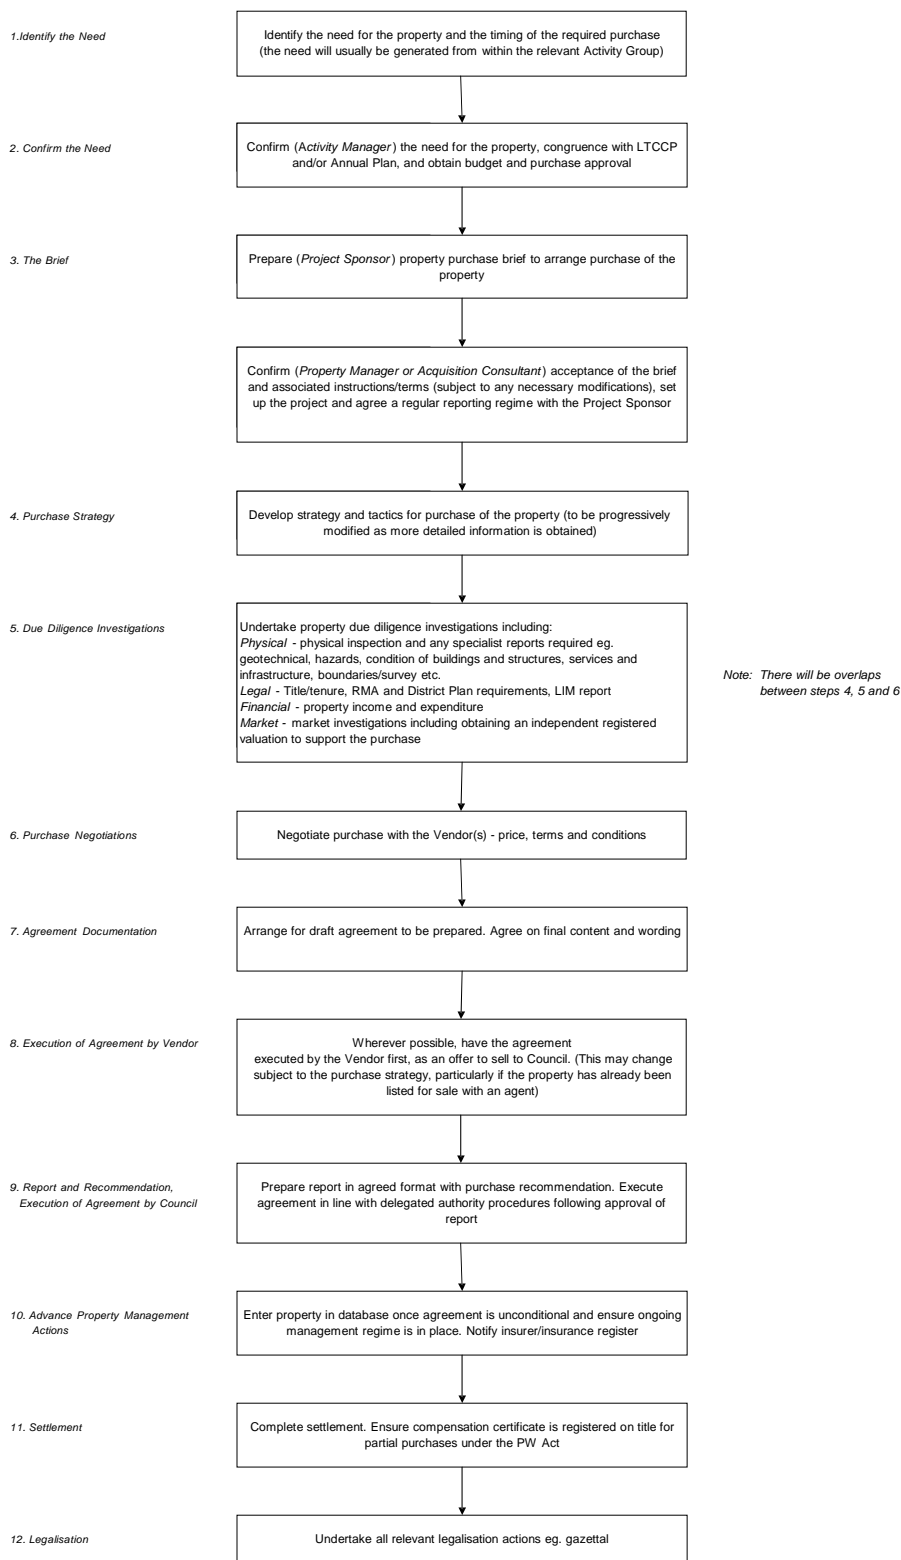 1.Identify the Need
Identify the need for the property and the timing of the required purchase
(the need will usually be generated from within the relevant Activity Group)
2. Confirm the Need
Confirm (Activity Manager) the need for the property, congruence with LTCCP
and/or Annual Plan, and obtain budget and purchase approval
3. The Brief
Prepare (Project Sponsor) property purchase brief to arrange purchase of the
property
Confirm (Property Manager or Acquisition Consultant) acceptance of the brief
and associated instructions/terms (subject to any necessary modifications), set
up the project and agree a regular reporting regime with the Project Sponsor
4. Purchase Strategy
Develop strategy and tactics for purchase of the property (to be progressively
modified as more detailed information is obtained)
5. Due Diligence Investigations
Undertake property due diligence investigations including:
Physical - physical inspection and any specialist reports required eg.
geotechnical, hazards, condition of buildings and structures, services and
infrastructure, boundaries/survey etc.
Legal - Title/tenure, RMA and District Plan requirements, LIM report
Financial - property income and expenditure
Market - market investigations including obtaining an independent registered
valuation to support the purchase
Note: There will be overlaps
between steps 4, 5 and 6
6. Purchase Negotiations
Negotiate purchase with the Vendor(s) - price, terms and conditions
7. Agreement Documentation
Arrange for draft agreement to be prepared. Agree on final content and wording
8. Execution of Agreement by Vendor
Wherever possible, have the agreement
executed by the Vendor first, as an offer to sell to Council. (This may change
subject to the purchase strategy, particularly if the property has already been
listed for sale with an agent)
9. Report and Recommendation,
Execution of Agreement by Council
Prepare report in agreed format with purchase recommendation. Execute
agreement in line with delegated authority procedures following approval of
report
10. Advance Property Management
Actions
Enter property in database once agreement is unconditional and ensure ongoing
management regime is in place. Notify insurer/insurance register
11. Settlement
Complete settlement. Ensure compensation certificate is registered on title for
partial purchases under the PW Act
12. Legalisation
Undertake all relevant legalisation actions eg. gazettal